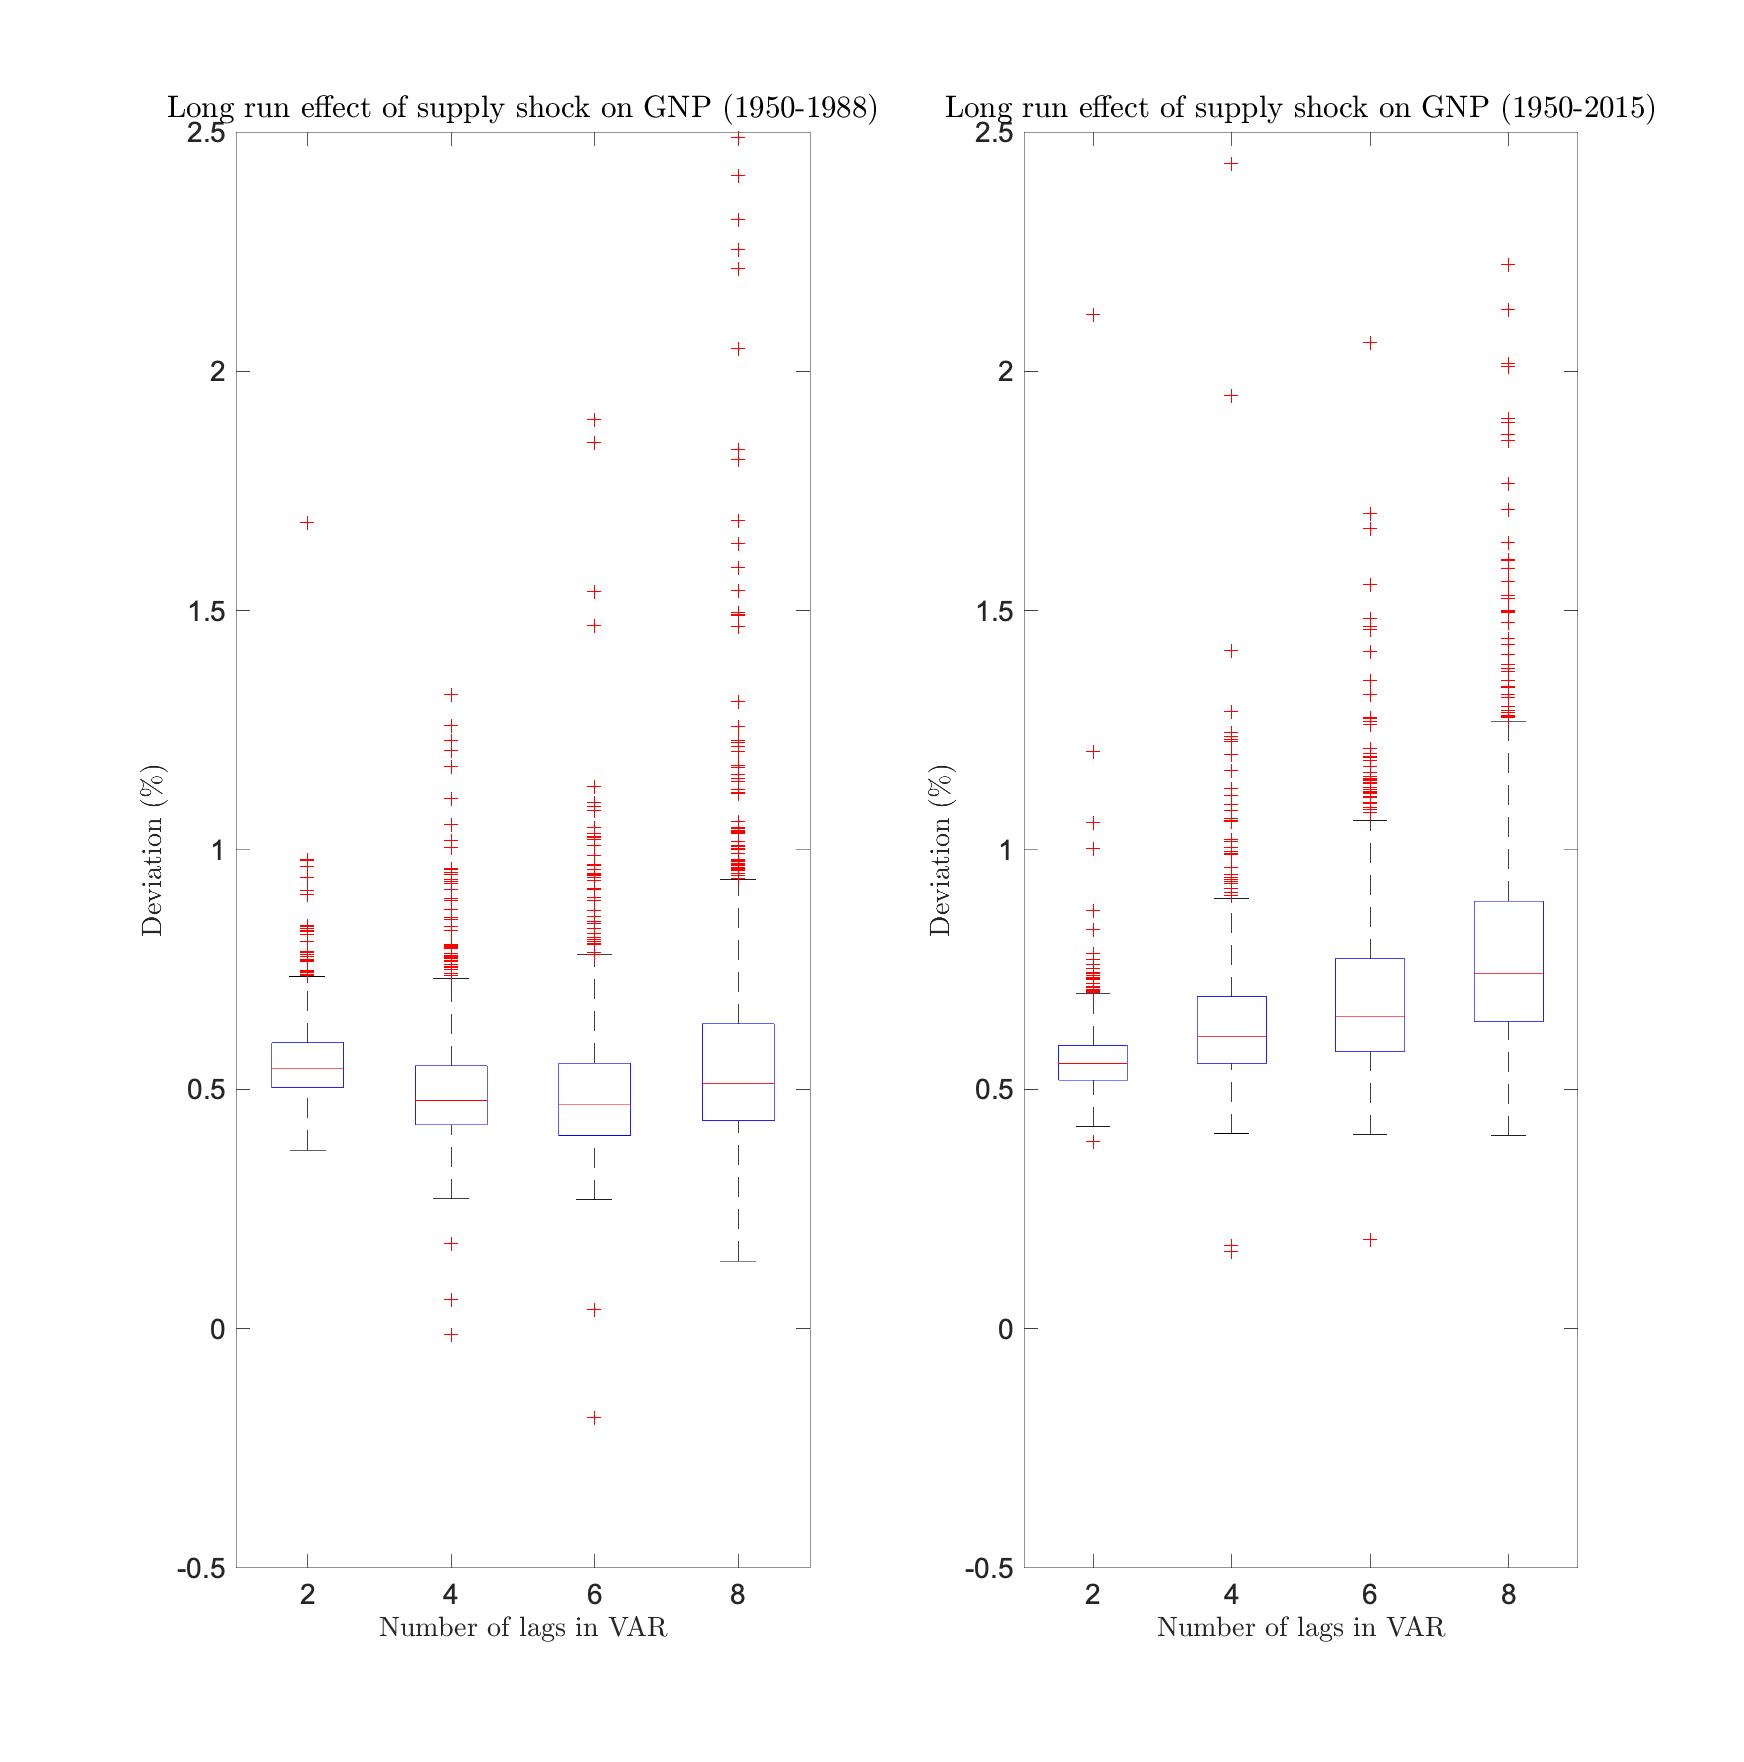 Long run effect of supply shock on GNP (1950-1988)
2.5
2
1.5
1
0.5
0
-0.5
Deviation (%)
2 4 6 8
Number of lags in VAR
Long run effect of supply shock on GNP (1950-2015)
2.5
2
1.5
1
0.5
0
-0.5
Deviation (%)
2 4 6 8
Number of lags in VAR